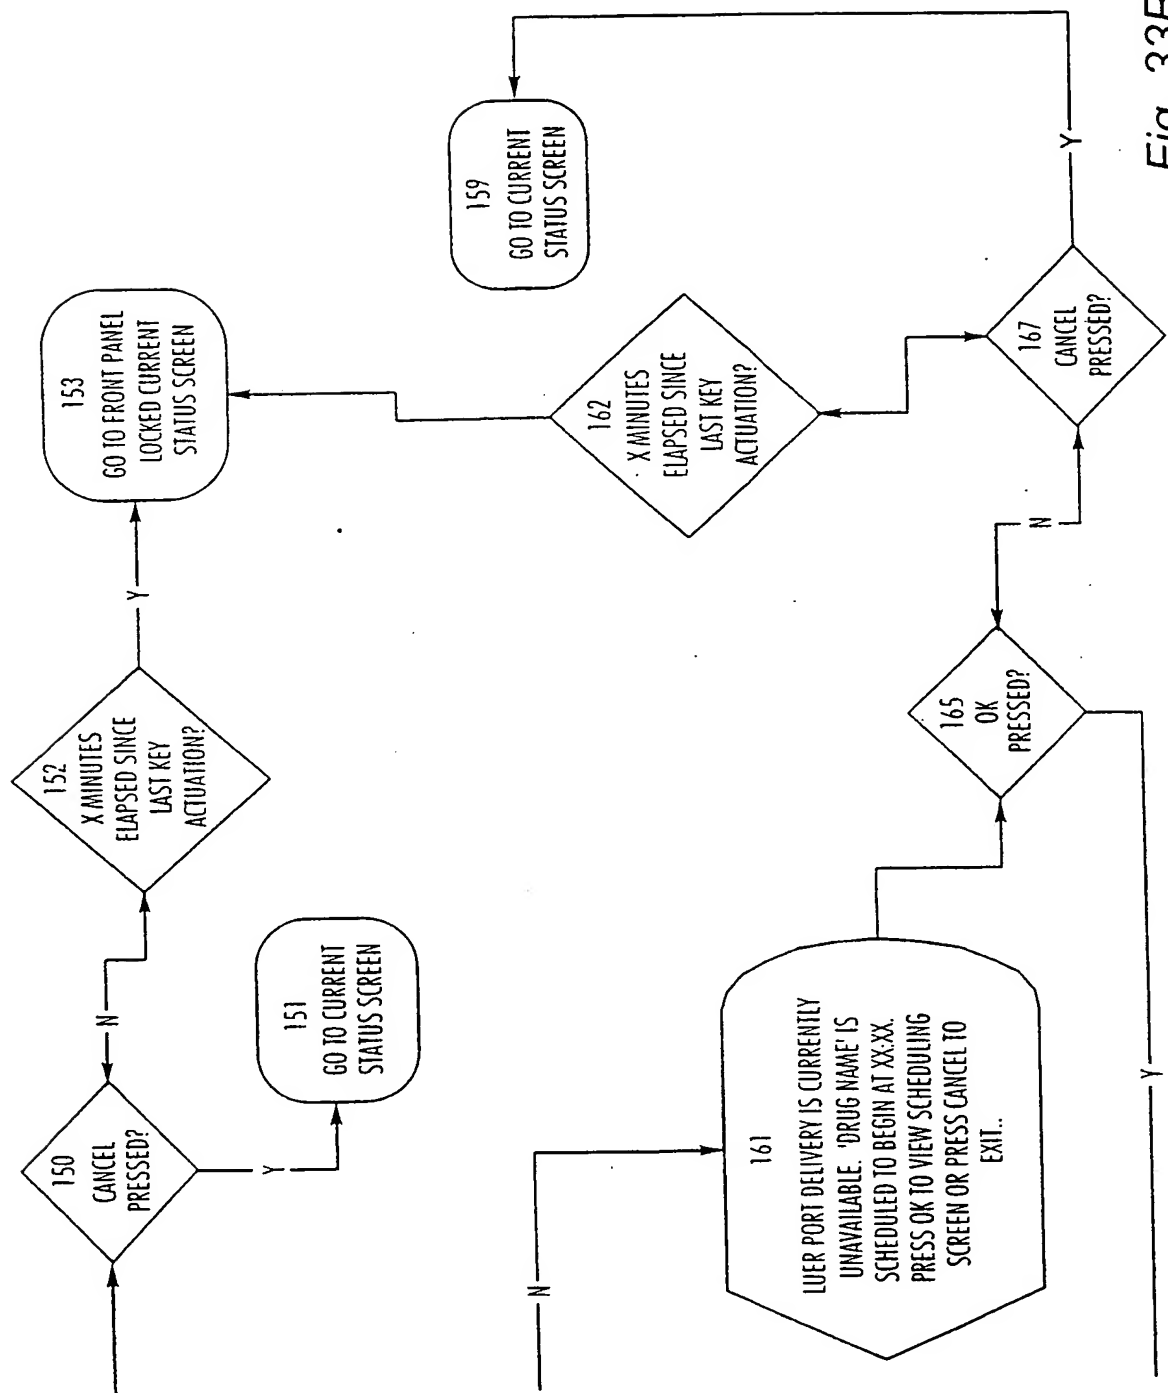 150
CANCEL
PRESSED?
N
Y
151
GO TO CURRENT
STATUS SCREEN
152
X MINUTES
ELAPSED SINCE
LAST KEY
ACTUATION?
Y
153
GO TO FRONT PANEL
LOCKED CURRENT
STATUS SCREEN
159
GO TO CURRENT
STATUS SCREEN
162
X MINUTES
ELAPSED SINCE
LAST KEY
ACTUATION?
N
161
LUER PORT DELIVERY IS CURRENTLY
UNAVAILABLE. 'DRUG NAME' IS
SCHEDULED TO BEGIN AT XX:XX.
PRESS OK TO VIEW SCHEDULING
SCREEN OR PRESS CANCEL TO
EXIT..
165
OK
PRESSED?
N
Y
167
CANCEL
PRESSED?
Y
Fig.